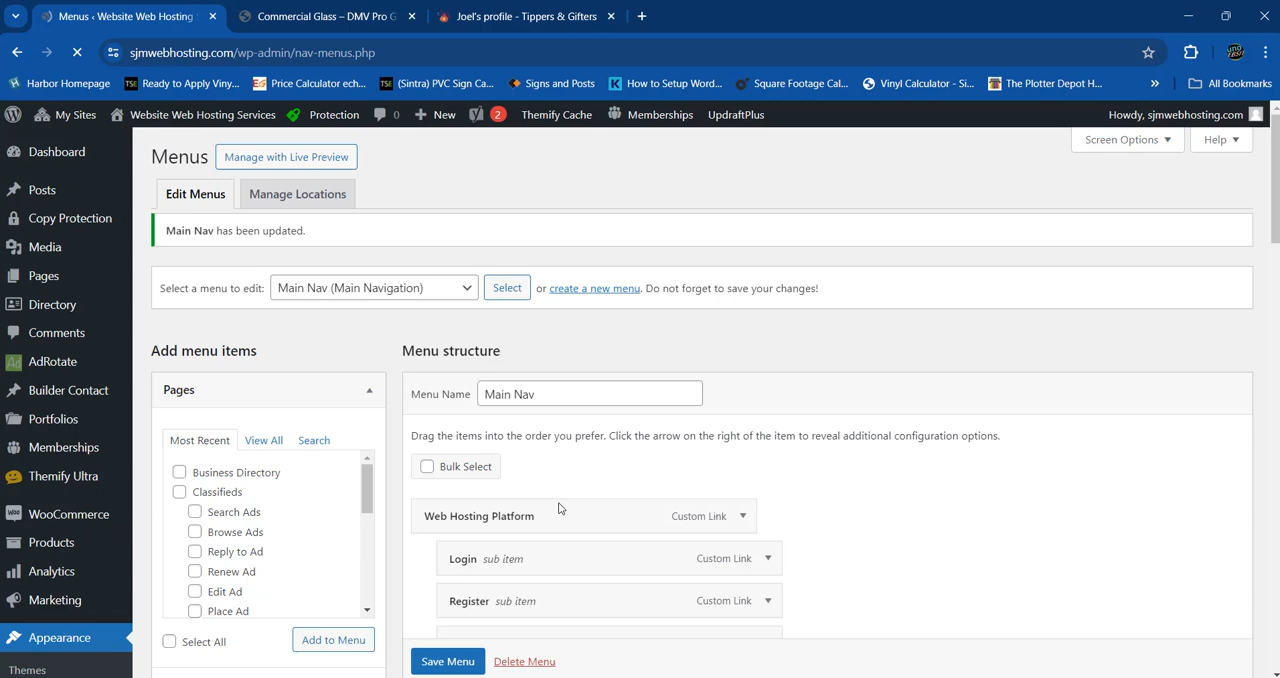 Menus ‹ Website Web Hosting
Commercial Glass – DMV Pro G
Joel's profile - Tippers & Gifters
sjmwebhosting.com/wp-admin/nav-menus.php
Harbor Homepage
Ready to Apply Viny...
Price Calculator ech...
(Sintra) PVC Sign Ca...
Signs and Posts
How to Setup Word...
Square Footage Cal...
Vinyl Calculator - Si...
The Plotter Depot H...
All Bookmarks
My Sites
Website Web Hosting Services
Protection
0
New
2
Themify Cache
Memberships
UpdraftPlus
Howdy, sjmwebhosting.com
Dashboard
Posts
Copy Protection
Media
Pages
Directory
Comments
AdRotate
Builder Contact
Portfolios
Memberships
Themify Ultra
WooCommerce
Products
Analytics
Marketing
Appearance
Themes
Screen Options
Help
Menus
Manage with Live Preview
Edit Menus
Manage Locations
Main Nav has been updated.
Select a menu to edit:
Main Nav (Main Navigation)
Select
or create a new menu. Do not forget to save your changes!
Add menu items
Pages
Most Recent
View All
Search
Business Directory
Classifieds
Search Ads
Browse Ads
Reply to Ad
Renew Ad
Edit Ad
Place Ad
Select All
Add to Menu
Menu structure
Menu Name
Main Nav
Drag the items into the order you prefer. Click the arrow on the right of the item to reveal additional configuration options.
Bulk Select
Web Hosting Platform
Custom Link
Login sub item
Custom Link
Register sub item
Custom Link
Save Menu
Delete Menu